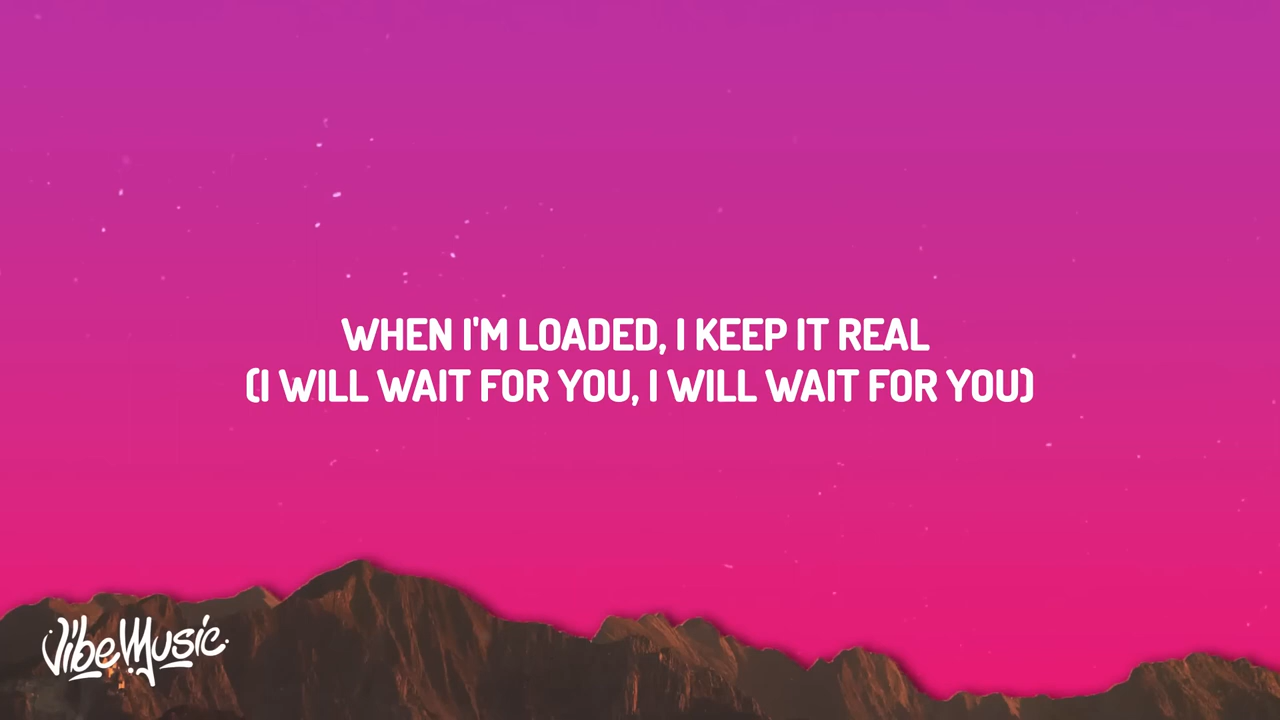 WHEN I'M LOADED, I KEEP IT REAL
(I WILL WAIT FOR YOU, I WILL WAIT FOR YOU)
VibeMusic